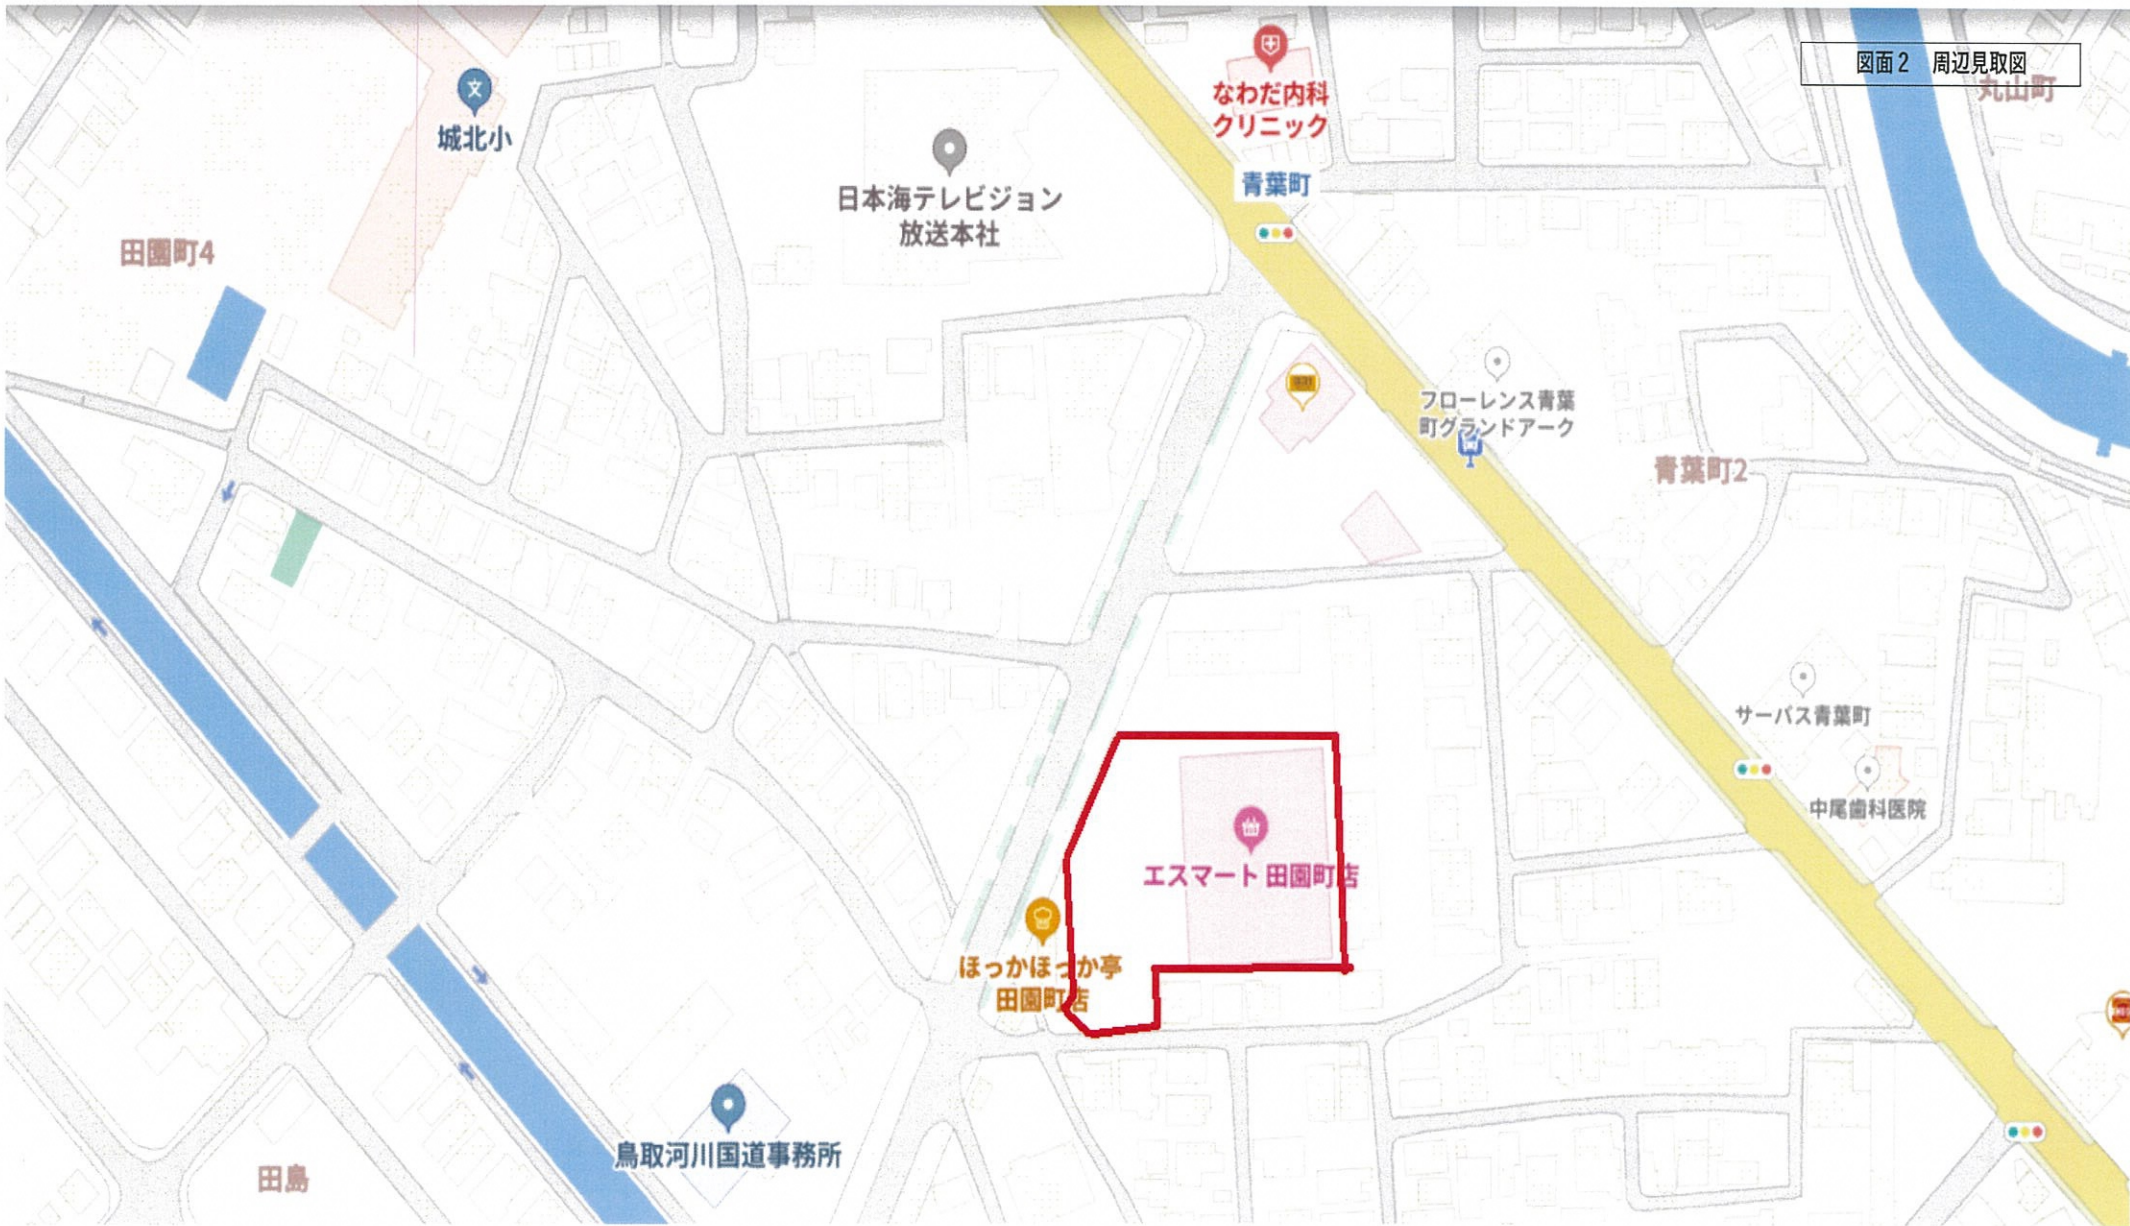 図面2 周辺見取図
丸山町
なわだ内科
クリニック
城北小
青葉町
日本海テレビジョン
放送本社
田園町4
フローレンス青葉
町グランドアーク
青葉町2
サーパス青葉町
中尾歯科医院
エスマート 田園町店
ほっかほっか亭
田園町店
鳥取河川国道事務所
田島